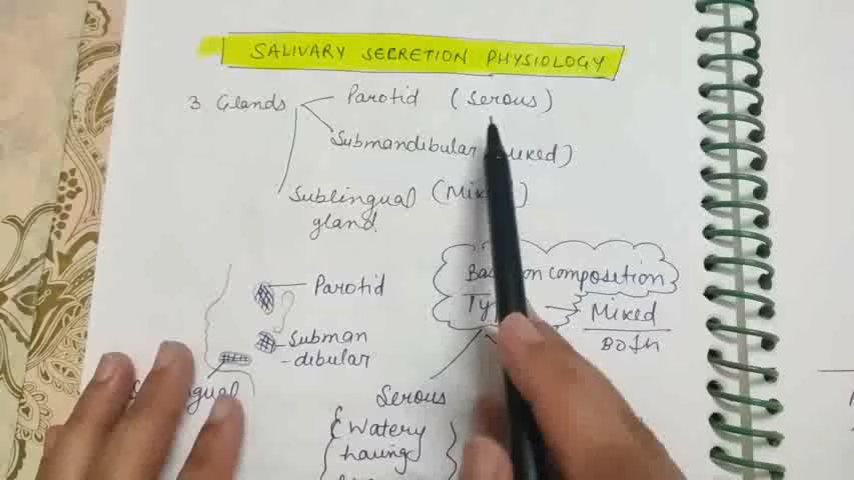 SALIVARY SECRETION PHYSIOLOGY
3 Glands
Parotid (Serous)
Submandibular
Sublingual
gland
Parotid
Subman
-dibular
on composition
Mixed
Both
Serous
Watery
having